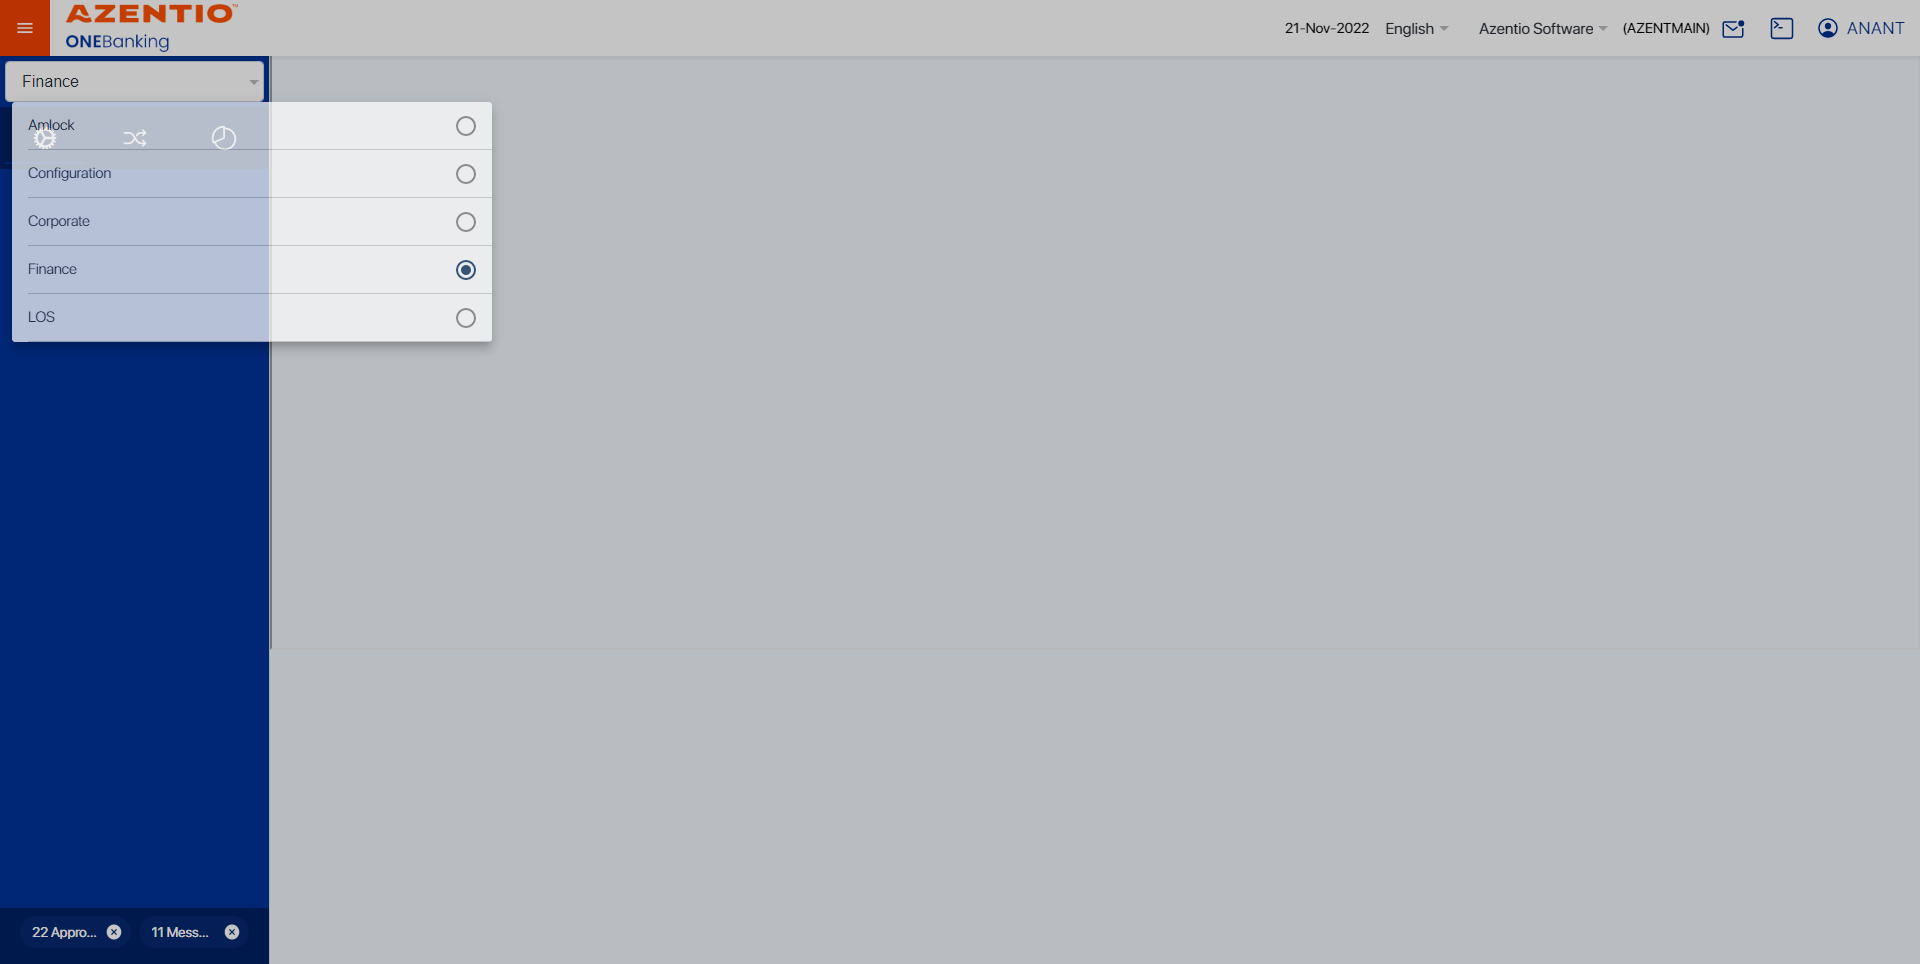 AZENTIO™
ONEBanking
21-Nov-2022 English Azentio Software (AZENTMAIN) ANANT
Finance
Amlock
Configuration
Corporate
Finance
LOS
22 Appro... 11 Mess...